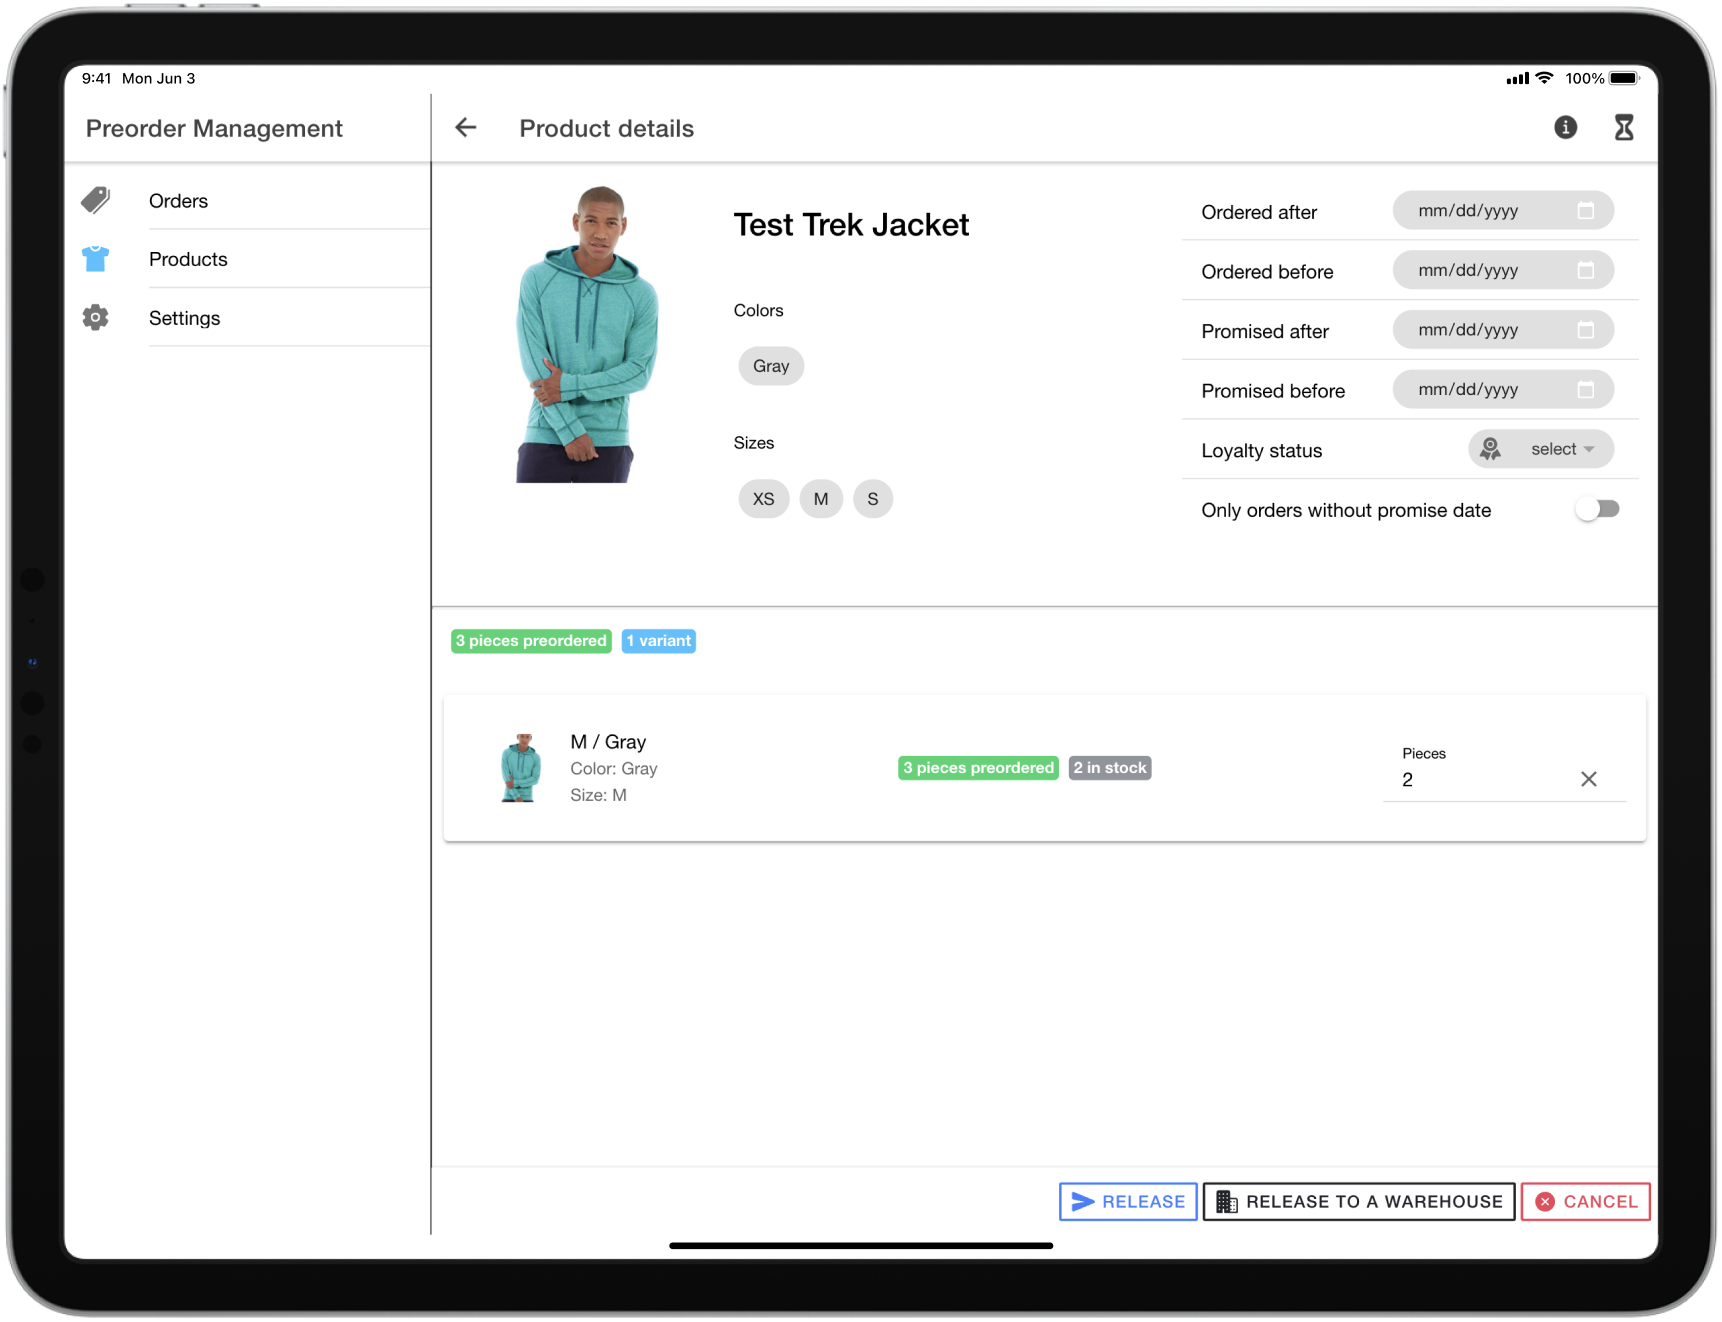 9:41 Mon Jun 3
100%
Preorder Management
Product details
Orders
Products
Settings
Test Trek Jacket
Colors
Gray
Sizes
XS M S
Ordered after mm/dd/yyyy
Ordered before mm/dd/yyyy
Promised after mm/dd/yyyy
Promised before mm/dd/yyyy
Loyalty status select
Only orders without promise date
3 pieces preordered 1 variant
M / Gray
Color: Gray
Size: M
3 pieces preordered 2 in stock
Pieces
2
RELEASE RELEASE TO A WAREHOUSE CANCEL